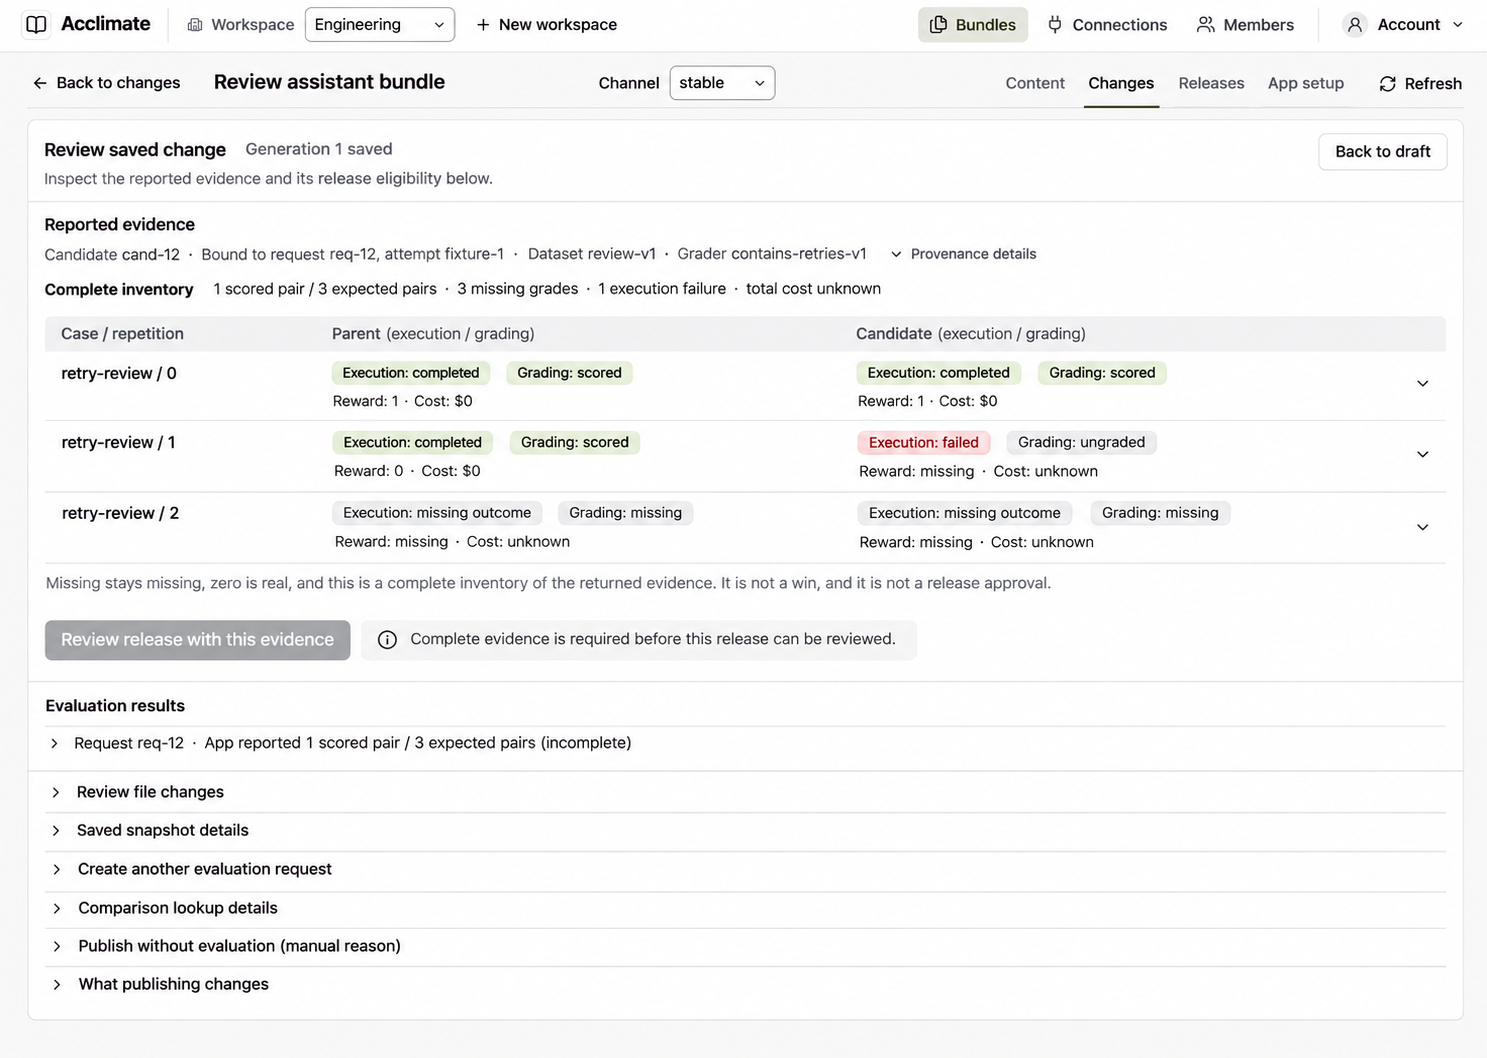 Acclimate Workspace Engineering + New workspace Bundles Connections Members Account
Back to changes Review assistant bundle Channel stable Content Changes Releases App setup Refresh
Review saved change Generation 1 saved Back to draft
Inspect the reported evidence and its release eligibility below.
Reported evidence
Candidate cand-12 · Bound to request req-12, attempt fixture-1 · Dataset review-v1 · Grader contains-retries-v1 Provenance details
Complete inventory 1 scored pair / 3 expected pairs · 3 missing grades · 1 execution failure · total cost unknown
Case / repetition Parent (execution / grading) Candidate (execution / grading)
retry-review / 0 Execution: completed Grading: scored Execution: completed Grading: scored
Reward: 1 · Cost: $0 Reward: 1 · Cost: $0
retry-review / 1 Execution: completed Grading: scored Execution: failed Grading: ungraded
Reward: 0 · Cost: $0 Reward: missing · Cost: unknown
retry-review / 2 Execution: missing outcome Grading: missing Execution: missing outcome Grading: missing
Reward: missing · Cost: unknown Reward: missing · Cost: unknown
Missing stays missing, zero is real, and this is a complete inventory of the returned evidence. It is not a win, and it is not a release approval.
Review release with this evidence Complete evidence is required before this release can be reviewed.
Evaluation results
Request req-12 · App reported 1 scored pair / 3 expected pairs (incomplete)
Review file changes
Saved snapshot details
Create another evaluation request
Comparison lookup details
Publish without evaluation (manual reason)
What publishing changes